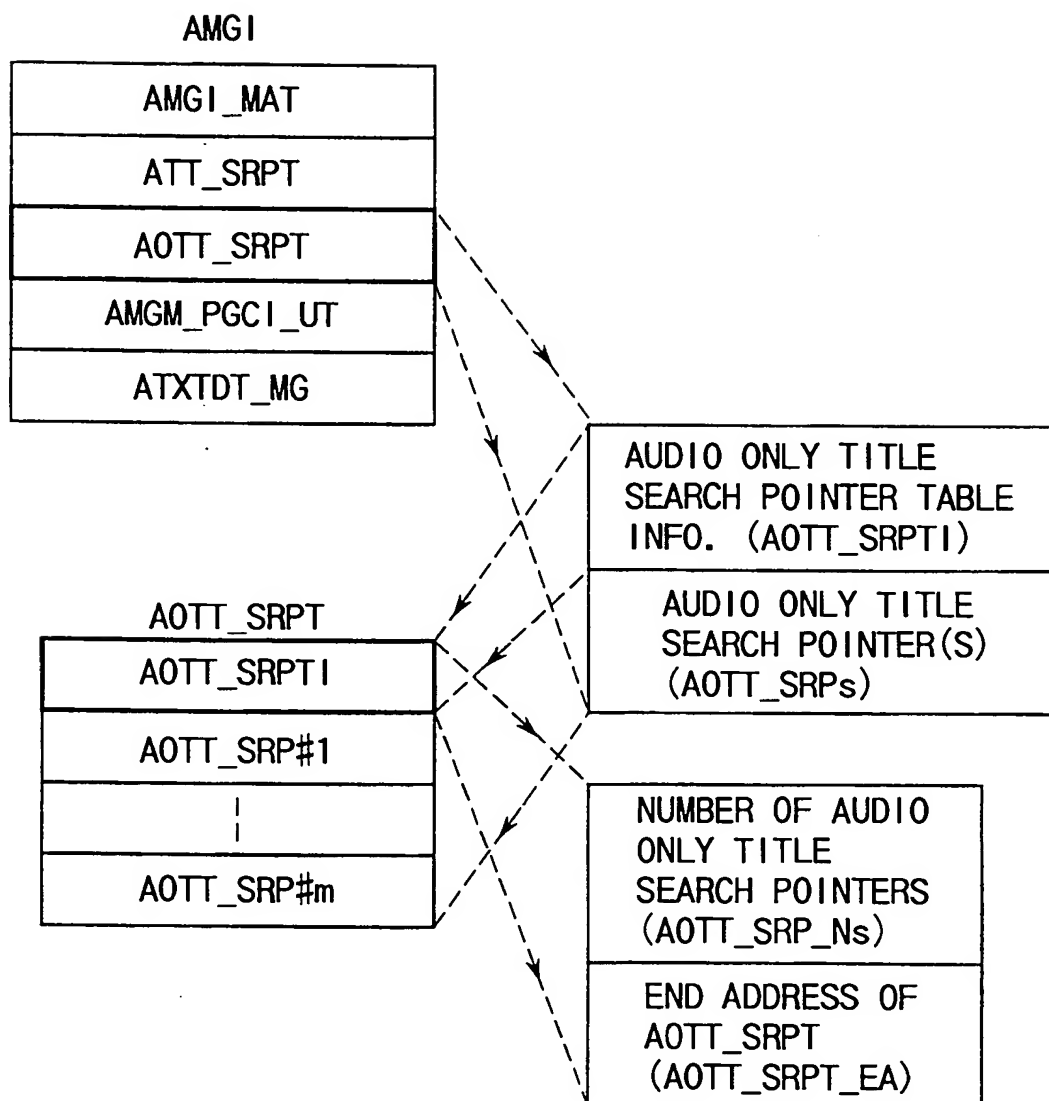 AMGI
AMGI_MAT
ATT_SRPT
AOTT_SRPT
AMGM_PGCI_UT
ATXTDT_MG
AUDIO ONLY TITLE
SEARCH POINTER TABLE
INFO. (AOTT_SRPTI)
AUDIO ONLY TITLE
SEARCH POINTER(S)
(AOTT_SRPs)
AOTT_SRPT
AOTT_SRPTI
AOTT_SRP#1
AOTT_SRP#m
NUMBER OF AUDIO
ONLY TITLE
SEARCH POINTERS
(AOTT_SRP_Ns)
END ADDRESS OF
AOTT_SRPT
(AOTT_SRPT_EA)